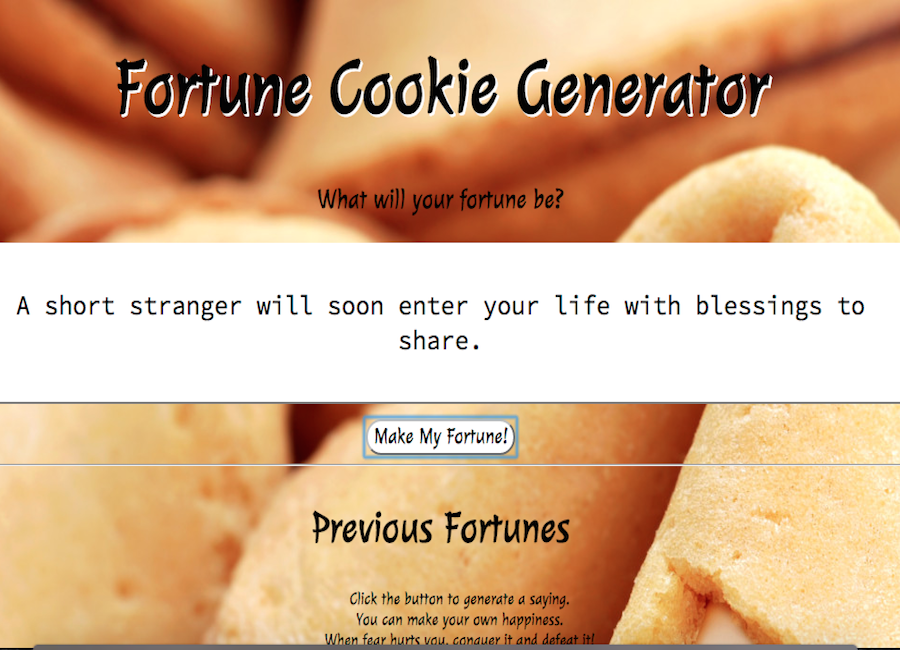 Fortune Cookie Generator
What will your fortune be?
A short stranger will soon enter your life with blessings to
share.
Make My Fortune!
Previous Fortunes
Click the button to generate a saying.
You can make your own happiness.
When fear hurts you, conquer it and defeat it!